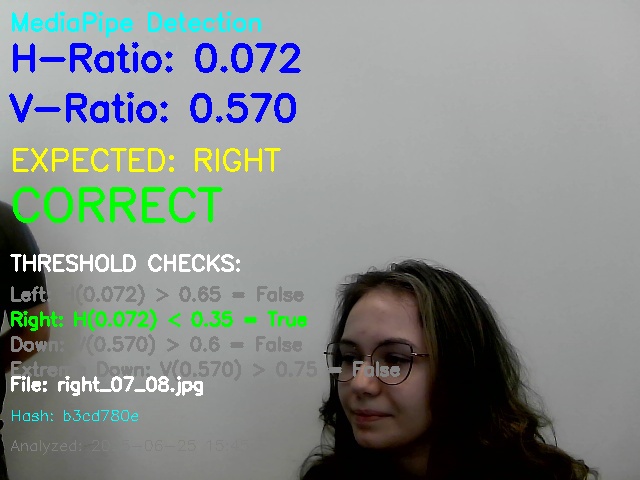 MediaPipe Detection
H-Ratio: 0.072
V-Ratio: 0.570
EXPECTED: RIGHT
CORRECT
THRESHOLD CHECKS:
Left: H(0.072) > 0.65 = False
Right: H(0.072) < 0.35 = True
Down: V(0.570) > 0.6 = False
Extreme Down: V(0.570) > 0.75 = False
File: right_07_08.jpg
Hash: b3cd780e
Analyzed: